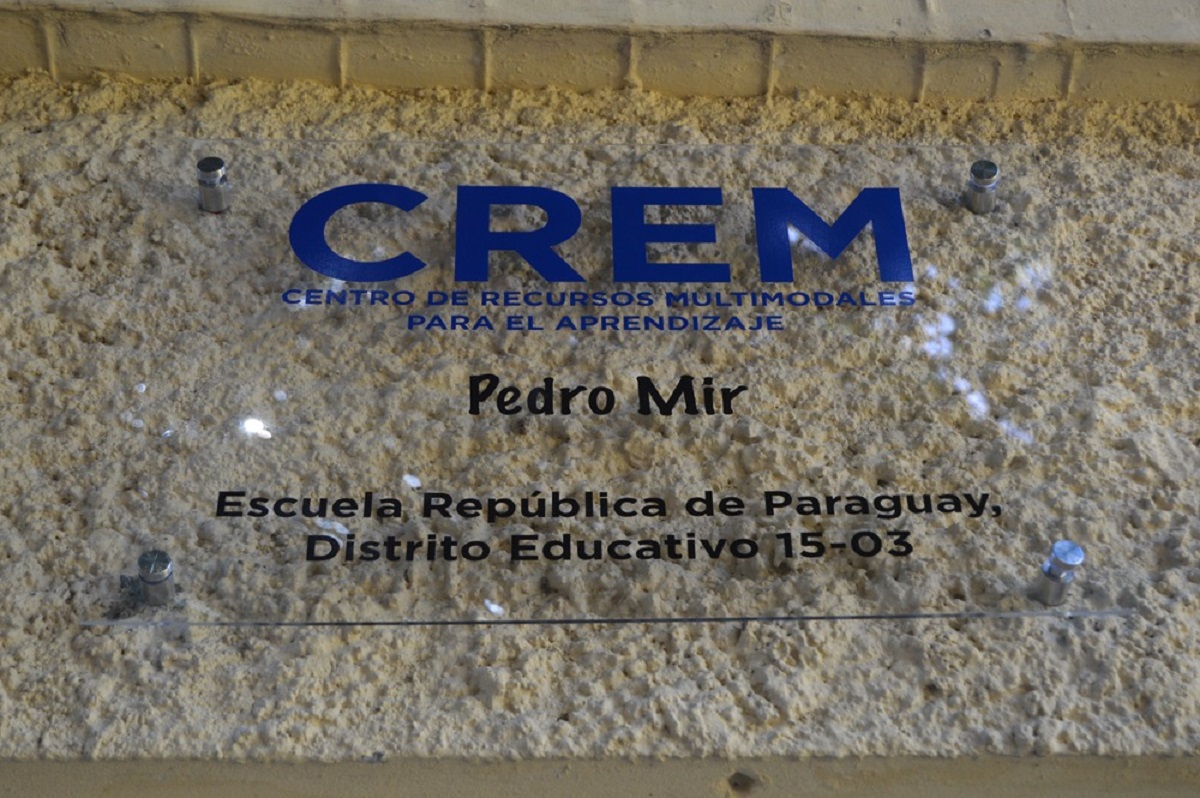 CREM
CENTRO DE RECURSOS MULTIMODALES
PARA EL APRENDIZAJE
Pedro Mir
Escuela República de Paraguay,
Distrito Educativo 15-03